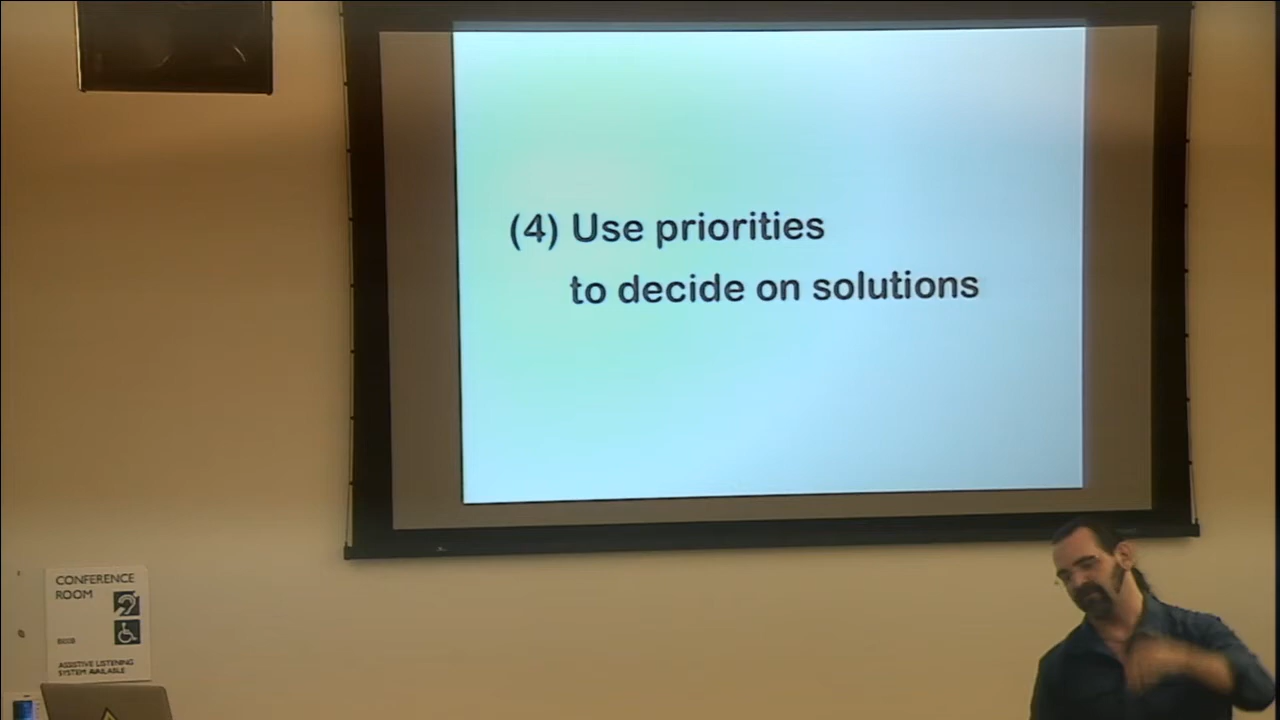 (4) Use priorities
to decide on solutions
CONFERENCE
ROOM
ASSISTIVE LISTENING
SYSTEM AVAILABLE